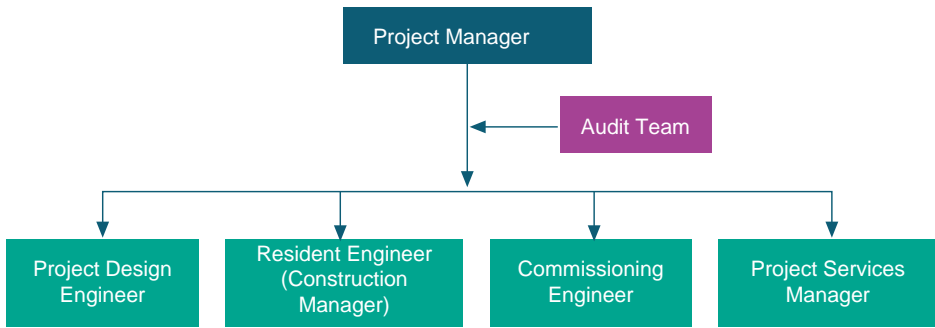 Project Manager
Audit Team
Project Design
Engineer
Resident Engineer
(Construction
Manager)
Commissioning
Engineer
Project Services
Manager